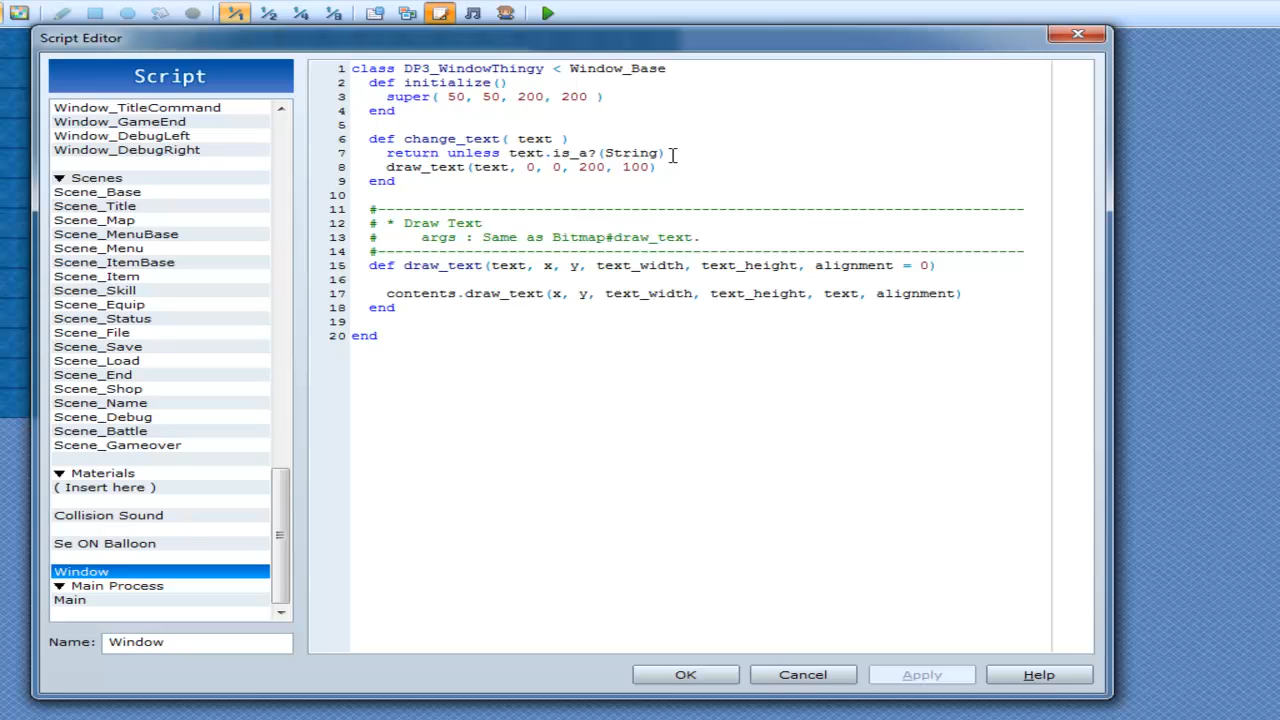 Script Editor
Script
Window_TitleCommand
Window_GameEnd
Window_DebugLeft
Window_DebugRight
Scenes
Scene_Base
Scene_Title
Scene_Map
Scene_MenuBase
Scene_Menu
Scene_ItemBase
Scene_Item
Scene_Skill
Scene_Equip
Scene_Status
Scene_File
Scene_Save
Scene_Load
Scene_End
Scene_Shop
Scene_Name
Scene_Debug
Scene_Battle
Scene_Gameover
Materials
( Insert here )
Collision Sound
Se ON Balloon
Window
Main Process
Main
Name: Window
1 class DP3_WindowThingy < Window_Base
2 def initialize()
3 super( 50, 50, 200, 200 )
4 end
5
6 def change_text( text )
7 return unless text.is_a?(String)
8 draw_text(text, 0, 0, 200, 100)
9 end
10
11 #--------------------------------------------------------------------------
12 # * Draw Text
13 #     args : Same as Bitmap#draw_text.
14 #--------------------------------------------------------------------------
15 def draw_text(text, x, y, text_width, text_height, alignment = 0)
16
17 contents.draw_text(x, y, text_width, text_height, text, alignment)
18 end
19
20 end
OK Cancel Apply Help